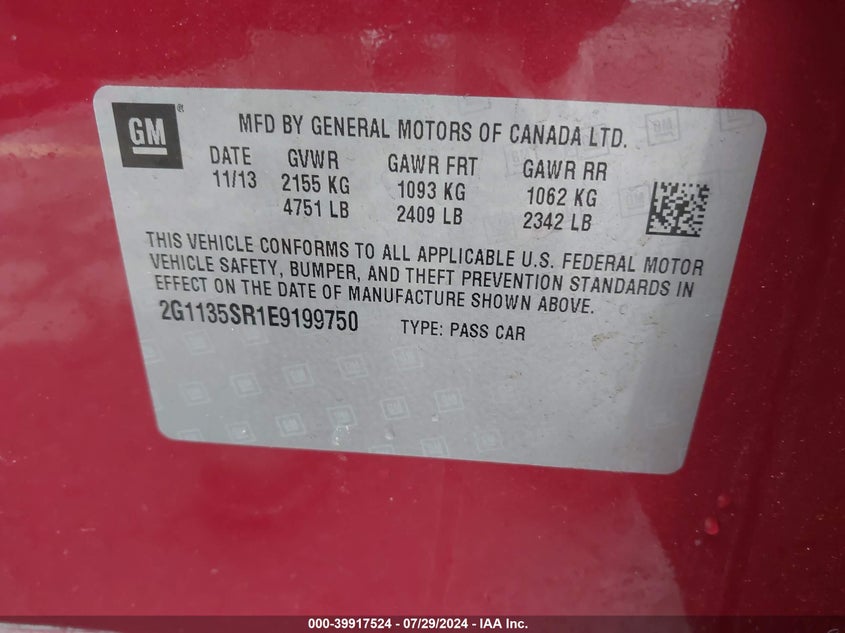 GM ®
MFD BY GENERAL MOTORS OF CANADA LTD.
DATE GVWR GAWR FRT GAWR RR
11/13 2155 KG 1093 KG 1062 KG
4751 LB 2409 LB 2342 LB
THIS VEHICLE CONFORMS TO ALL APPLICABLE U.S. FEDERAL MOTOR
VEHICLE SAFETY, BUMPER, AND THEFT PREVENTION STANDARDS IN
EFFECT ON THE DATE OF MANUFACTURE SHOWN ABOVE.
2G1135SR1E9199750 TYPE: PASS CAR
000-39917524 - 07/29/2024 - IAA Inc.